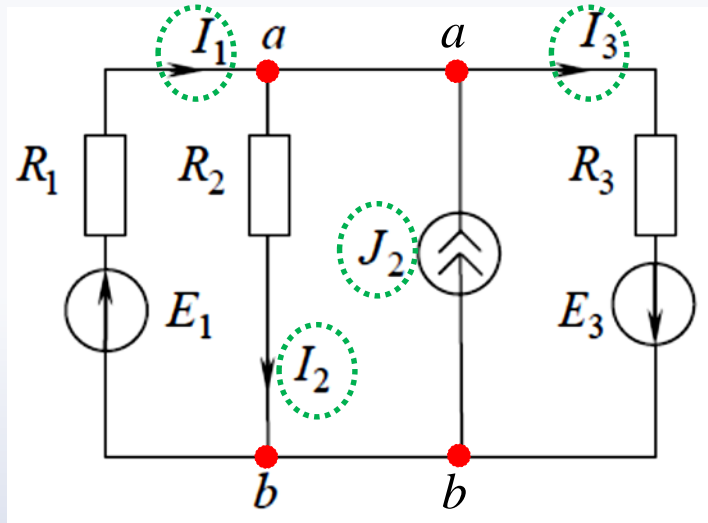 I₁ a a I₃
R₁ R₂ R₃
J₂
E₁ E₃
I₂
b b